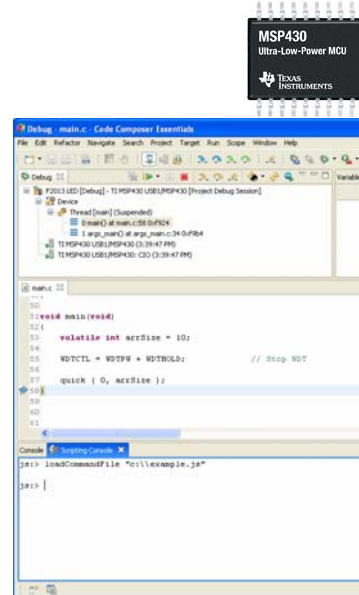 MSP430
Ultra-Low-Power MCU
TEXAS
INSTRUMENTS
Debug - main.c - Code Composer Essentials
File Edit Refactor Navigate Search Project Target Run Scope Window Help
Debug
Variable
F2013 LED [Debug] - TI MSP430 USB1/MSP430 [Project Debug Session]
Device
Thread [main] (Suspended)
0 main() at main.c:58 0xF924
1 args_main() at args_main.c:34 0xF9b4
TI MSP430 USB1/MSP430 (3:39:47 PM)
TI MSP430 USB1/MSP430: CIO (3:39:47 PM)
main.c
50
51 void main(void)
52 {
53 volatile int arrSize = 10;
54
55 WDTCTL = WDTPW + WDTHOLD; // Stop WDT
56
57 quick ( 0, arrSize );
58 }
59
60
61
Console Scripting Console
js:> loadCommandFile "c:\\example.js"
js:>